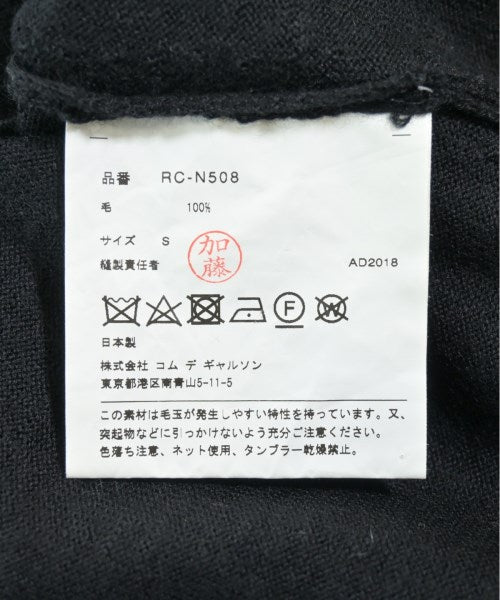 品番 RC-N508
毛 100%
サイズ S
加藤
縫製責任者 AD2018
F W
日本製
株式会社 コム デ ギャルソン
東京都港区南青山5-11-5
この素材は毛玉が発生しやすい特性を持っています。又、
突起物などに引っかけないよう充分ご注意ください。
色落ち注意、ネット使用、タンブラー乾燥禁止。